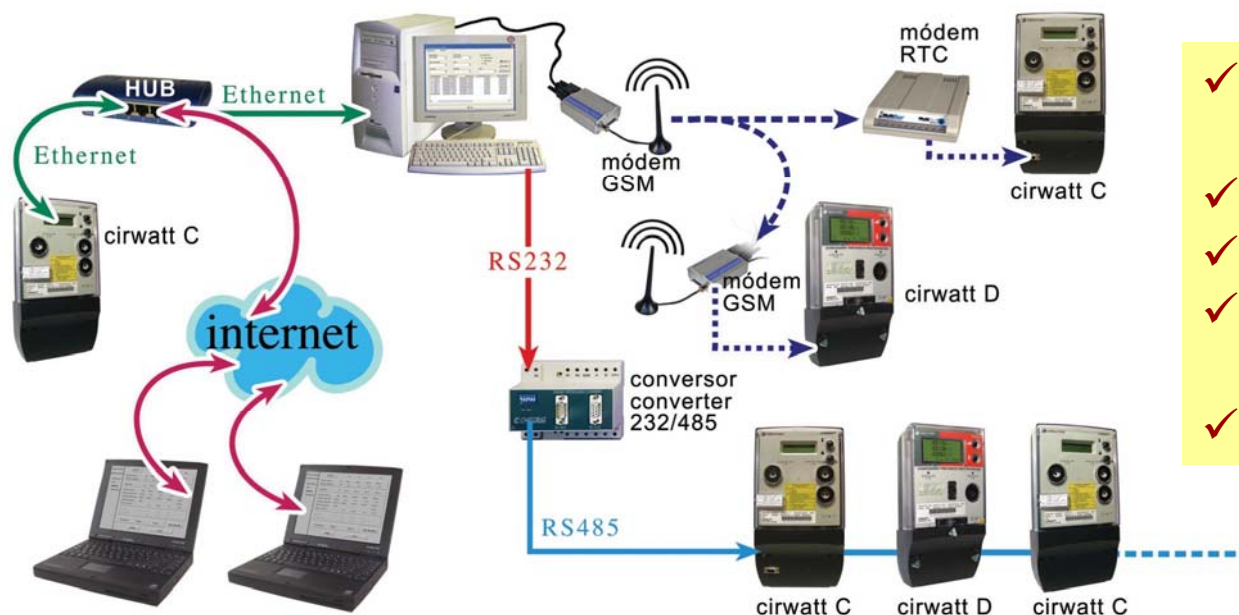 HUB
Ethernet
Ethernet
cirwatt C
internet
módem
GSM
módem
RTC
cirwatt C
módem
GSM
cirwatt D
RS232
conversor
converter
232/485
RS485
cirwatt C
cirwatt D
cirwatt C